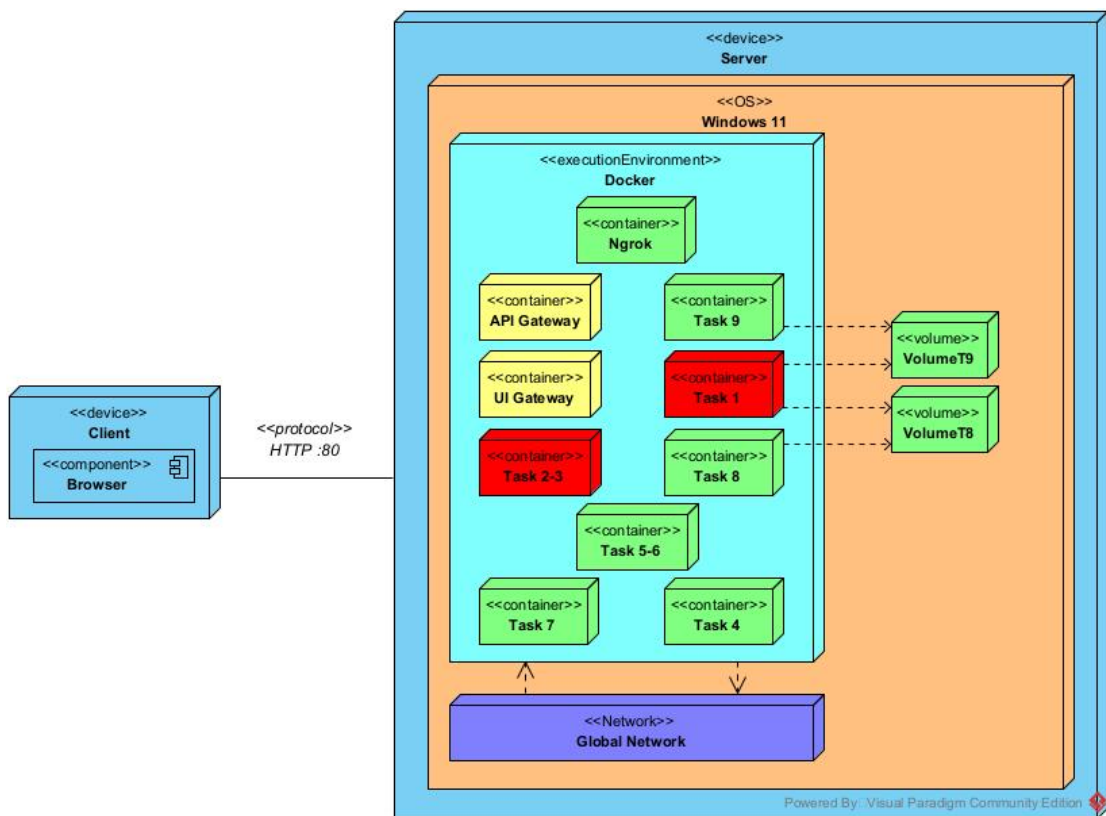 <<device>>
Server
<<OS>>
Windows 11
<<executionEnvironment>>
Docker
<<container>>
Ngrok
<<container>>
API Gateway
<<container>>
Task 9
<<volume>>
VolumeT9
<<container>>
UI Gateway
<<container>>
Task 1
<<volume>>
VolumeT8
<<device>>
Client
<<component>>
Browser
<<protocol>>
HTTP :80
<<container>>
Task 2-3
<<container>>
Task 8
<<container>>
Task 5-6
<<container>>
Task 7
<<container>>
Task 4
<<Network>>
Global Network
Powered By: Visual Paradigm Community Edition